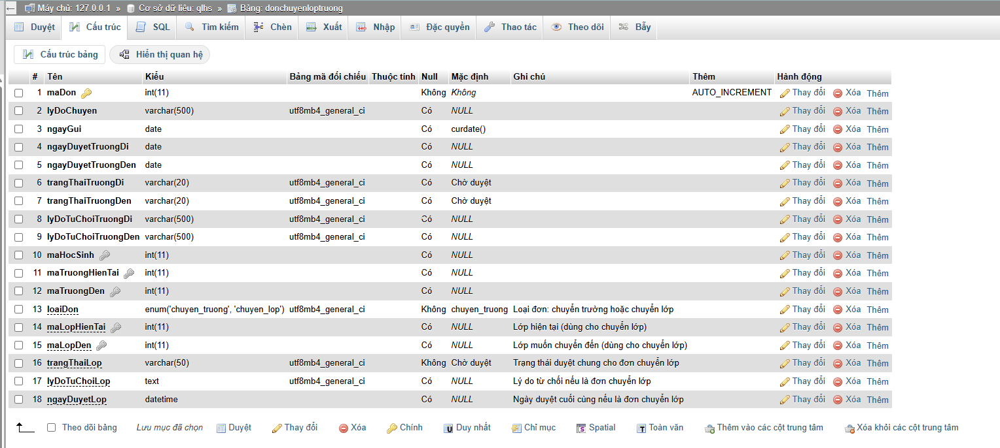 Máy chủ: 127.0.0.1 » Cơ sở dữ liệu: qlhs » Bảng: donchuyenloptruong
Duyệt Cấu trúc SQL Tìm kiếm Chèn Xuất Nhập Đặc quyền Thao tác Theo dõi Bẫy
Cấu trúc bảng Hiển thị quan hệ
# Tên Kiểu Bảng mã đối chiếu Thuộc tính Null Mặc định Ghi chú Thêm Hành động
1 maDon int(11) Không Không AUTO_INCREMENT Thay đổi Xóa Thêm
2 lyDoChuyen varchar(500) utf8mb4_general_ci Có NULL Thay đổi Xóa Thêm
3 ngayGui date Có curdate() Thay đổi Xóa Thêm
4 ngayDuyetTruongDi date Có NULL Thay đổi Xóa Thêm
5 ngayDuyetTruongDen date Có NULL Thay đổi Xóa Thêm
6 trangThaiTruongDi varchar(20) utf8mb4_general_ci Có Chờ duyệt Thay đổi Xóa Thêm
7 trangThaiTruongDen varchar(20) utf8mb4_general_ci Có Chờ duyệt Thay đổi Xóa Thêm
8 lyDoTuChoiTruongDi varchar(500) utf8mb4_general_ci Có NULL Thay đổi Xóa Thêm
9 lyDoTuChoiTruongDen varchar(500) utf8mb4_general_ci Có NULL Thay đổi Xóa Thêm
10 maHocSinh int(11) Có NULL Thay đổi Xóa Thêm
11 maTruongHienTai int(11) Có NULL Thay đổi Xóa Thêm
12 maTruongDen int(11) Có NULL Thay đổi Xóa Thêm
13 loaiDon enum('chuyen_truong', 'chuyen_lop') utf8mb4_general_ci Không chuyen_truong Loại đơn: chuyển trường hoặc chuyển lớp Thay đổi Xóa Thêm
14 maLopHienTai int(11) Có NULL Lớp hiện tại (dùng cho chuyển lớp) Thay đổi Xóa Thêm
15 maLopDen int(11) Có NULL Lớp muốn chuyển đến (dùng cho chuyển lớp) Thay đổi Xóa Thêm
16 trangThaiLop varchar(50) utf8mb4_general_ci Không Chờ duyệt Trạng thái duyệt chung cho đơn chuyển lớp Thay đổi Xóa Thêm
17 lyDoTuChoiLop text utf8mb4_general_ci Có NULL Lý do từ chối nếu là đơn chuyển lớp Thay đổi Xóa Thêm
18 ngayDuyetLop datetime Có NULL Ngày duyệt cuối cùng nếu là đơn chuyển lớp Thay đổi Xóa Thêm
Theo dõi bảng Lưu mục đã chọn Duyệt Thay đổi Xóa Chính Duy nhất Chỉ mục Spatial Toàn văn Thêm vào các cột trung tâm Xóa khỏi các cột trung tâm